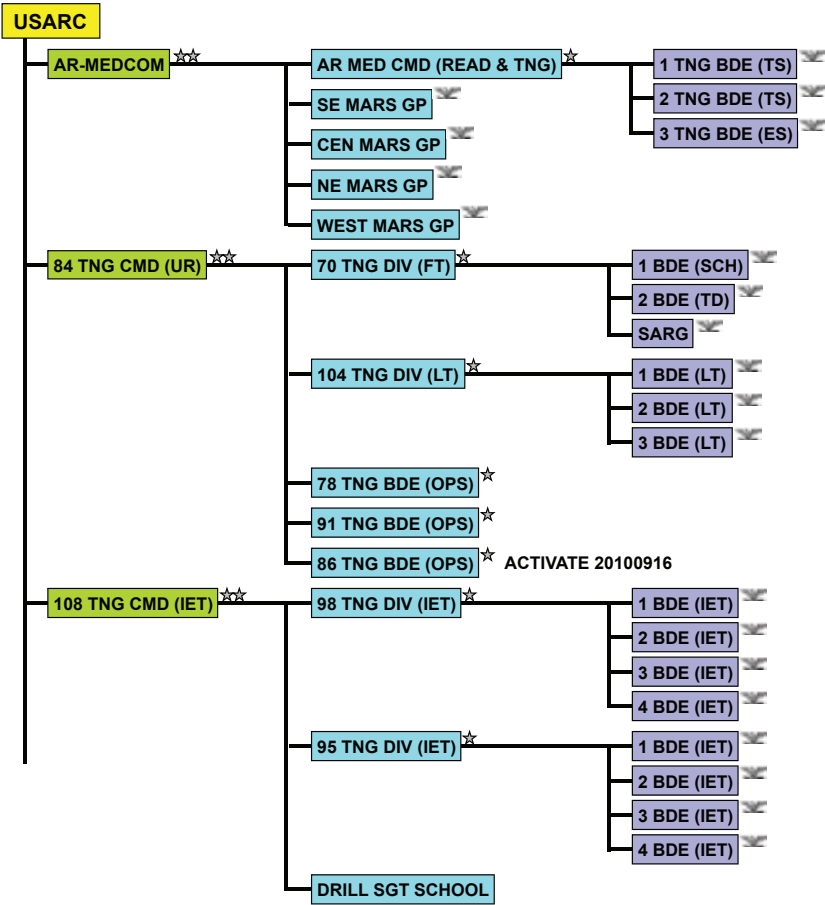 USARC
AR-MEDCOM
AR MED CMD (READ & TNG)
1 TNG BDE (TS)
2 TNG BDE (TS)
3 TNG BDE (ES)
SE MARS GP
CEN MARS GP
NE MARS GP
WEST MARS GP
84 TNG CMD (UR)
70 TNG DIV (FT)
1 BDE (SCH)
2 BDE (TD)
SARG
104 TNG DIV (LT)
1 BDE (LT)
2 BDE (LT)
3 BDE (LT)
78 TNG BDE (OPS)
91 TNG BDE (OPS)
86 TNG BDE (OPS) ACTIVATE 20100916
108 TNG CMD (IET)
98 TNG DIV (IET)
1 BDE (IET)
2 BDE (IET)
3 BDE (IET)
4 BDE (IET)
95 TNG DIV (IET)
1 BDE (IET)
2 BDE (IET)
3 BDE (IET)
4 BDE (IET)
DRILL SGT SCHOOL